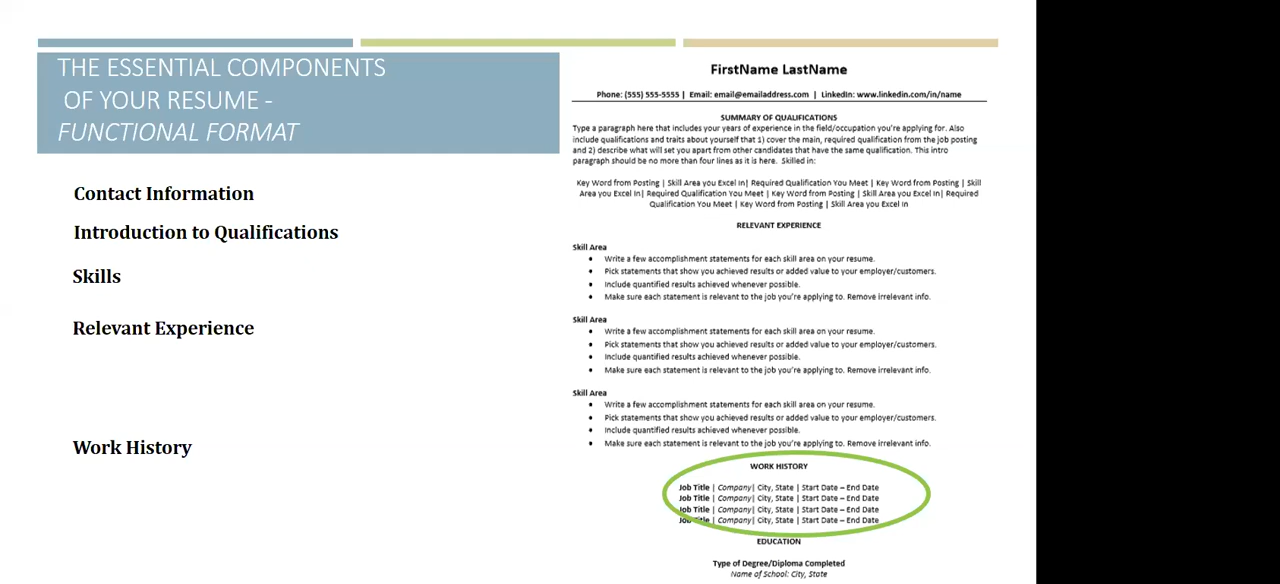 THE ESSENTIAL COMPONENTS
OF YOUR RESUME -
FUNCTIONAL FORMAT
Contact Information
Introduction to Qualifications
Skills
Relevant Experience
Work History
FirstName LastName
Phone: (555) 555-5555 | Email: email@emailaddress.com | LinkedIn: www.linkedin.com/in/name
SUMMARY OF QUALIFICATIONS
Type a paragraph here that includes your years of experience in the field/occupation you're applying for. Also
include qualifications and traits about yourself that 1) cover the main, required qualification from the job posting
and 2) describe what will set you apart from other candidates that have the same qualification. This intro
paragraph should be no more than four lines as it is here. Skilled in:
Key Word from Posting | Skill Area you Excel In| Required Qualification You Meet | Key Word from Posting | Skill
Area you Excel In| Required Qualification You Meet | Key Word from Posting | Skill Area you Excel In| Required
Qualification You Meet | Key Word from Posting | Skill Area you Excel In
RELEVANT EXPERIENCE
Skill Area
• Write a few accomplishment statements for each skill area on your resume.
• Pick statements that show you achieved results or added value to your employer/customers.
• Include quantified results achieved whenever possible.
• Make sure each statement is relevant to the job you're applying to. Remove irrelevant info.
Skill Area
• Write a few accomplishment statements for each skill area on your resume.
• Pick statements that show you achieved results or added value to your employer/customers.
• Include quantified results achieved whenever possible.
• Make sure each statement is relevant to the job you're applying to. Remove irrelevant info.
Skill Area
• Write a few accomplishment statements for each skill area on your resume.
• Pick statements that show you achieved results or added value to your employer/customers.
• Include quantified results achieved whenever possible.
• Make sure each statement is relevant to the job you're applying to. Remove irrelevant info.
WORK HISTORY
Job Title | Company| City, State | Start Date – End Date
Job Title | Company| City, State | Start Date – End Date
Job Title | Company| City, State | Start Date – End Date
Job Title | Company| City, State | Start Date – End Date
EDUCATION
Type of Degree/Diploma Completed
Name of School: City, State